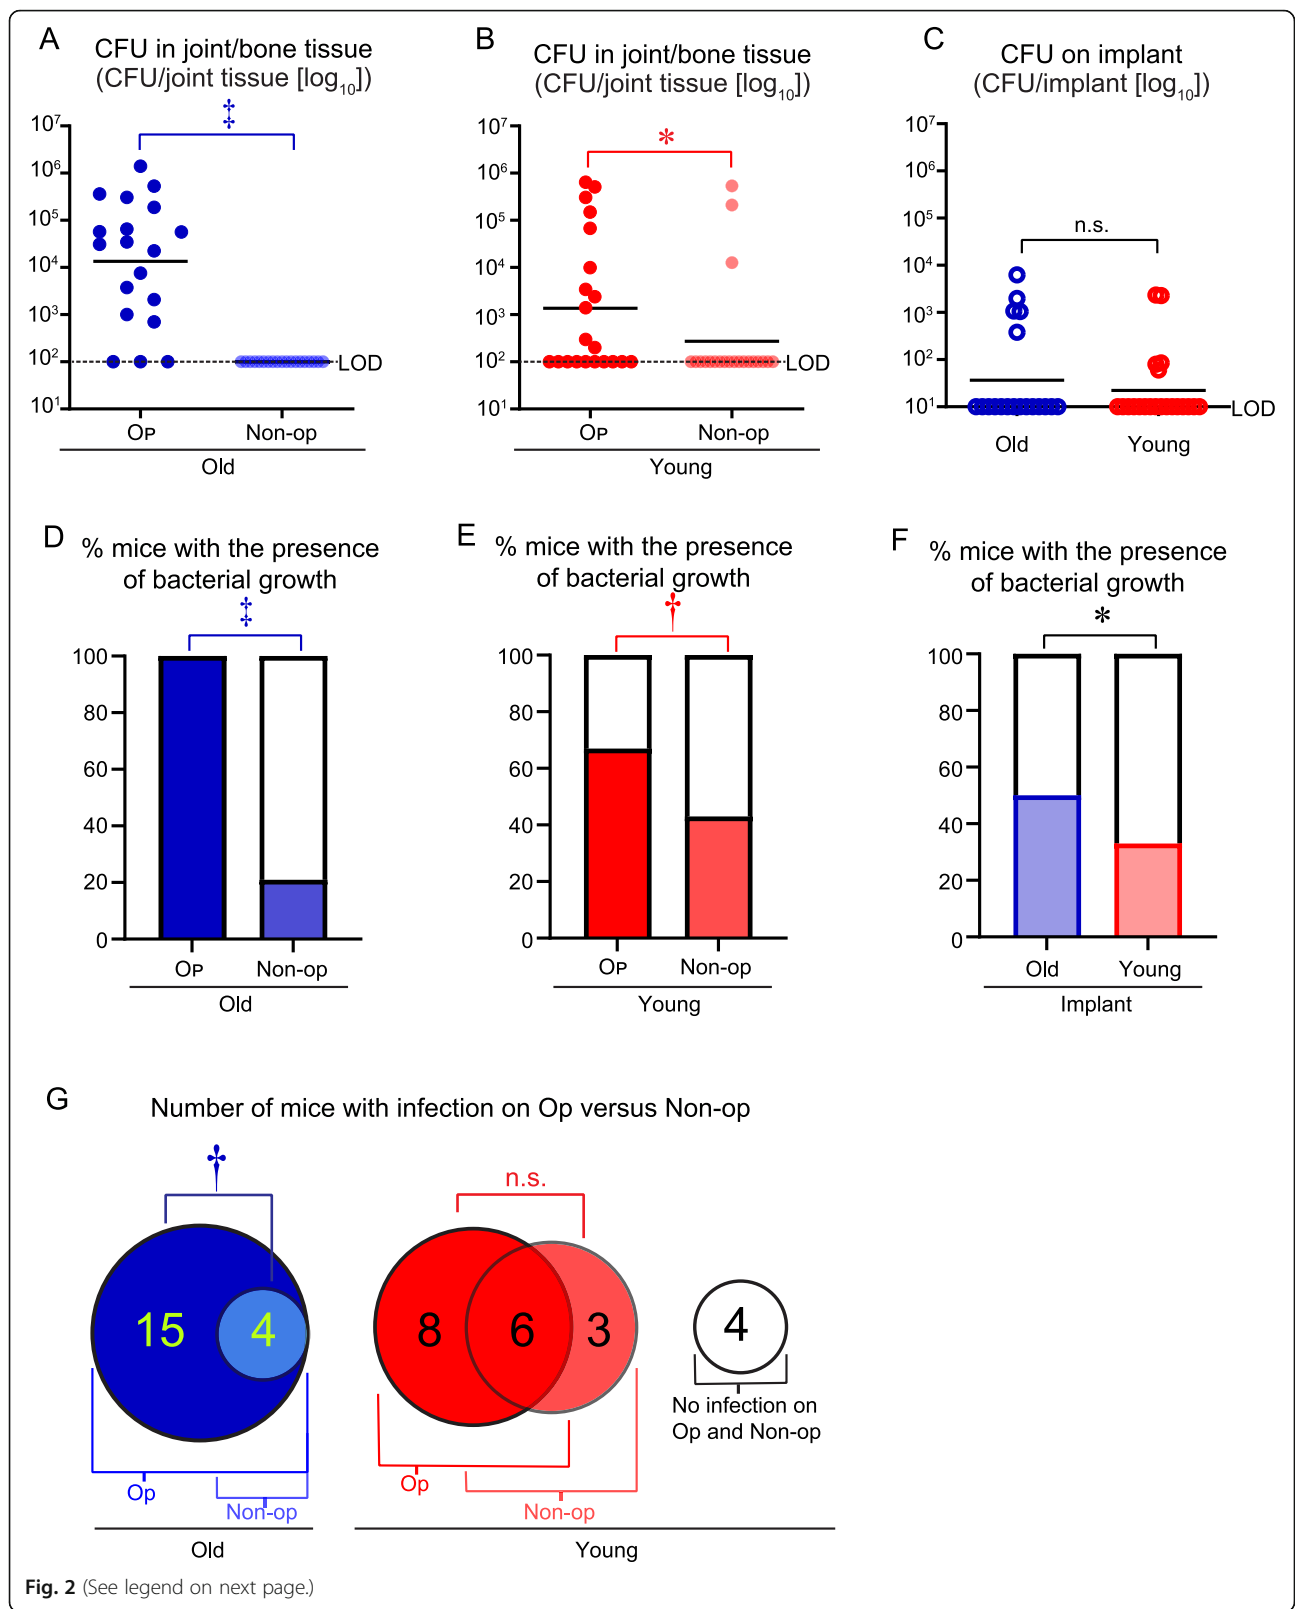 A
CFU in joint/bone tissue
(CFU/joint tissue [log10])
‡
10⁷
10⁶
10⁵
10⁴
10³
10²
10¹
LOD
Op
Non-op
Old
B
CFU in joint/bone tissue
(CFU/joint tissue [log10])
*
10⁷
10⁶
10⁵
10⁴
10³
10²
10¹
LOD
Op
Non-op
Young
C
CFU on implant
(CFU/implant [log10])
n.s.
10⁷
10⁶
10⁵
10⁴
10³
10²
10¹
LOD
Old
Young
D
% mice with the presence
of bacterial growth
‡
100
80
60
40
20
0
Op
Non-op
Old
E
% mice with the presence
of bacterial growth
†
100
80
60
40
20
0
Op
Non-op
Young
F
% mice with the presence
of bacterial growth
*
100
80
60
40
20
0
Old
Young
Implant
G
Number of mice with infection on Op versus Non-op
†
15
4
Op
Non-op
Old
n.s.
8
6
3
Op
Non-op
4
No infection on
Op and Non-op
Young
Fig. 2 (See legend on next page.)